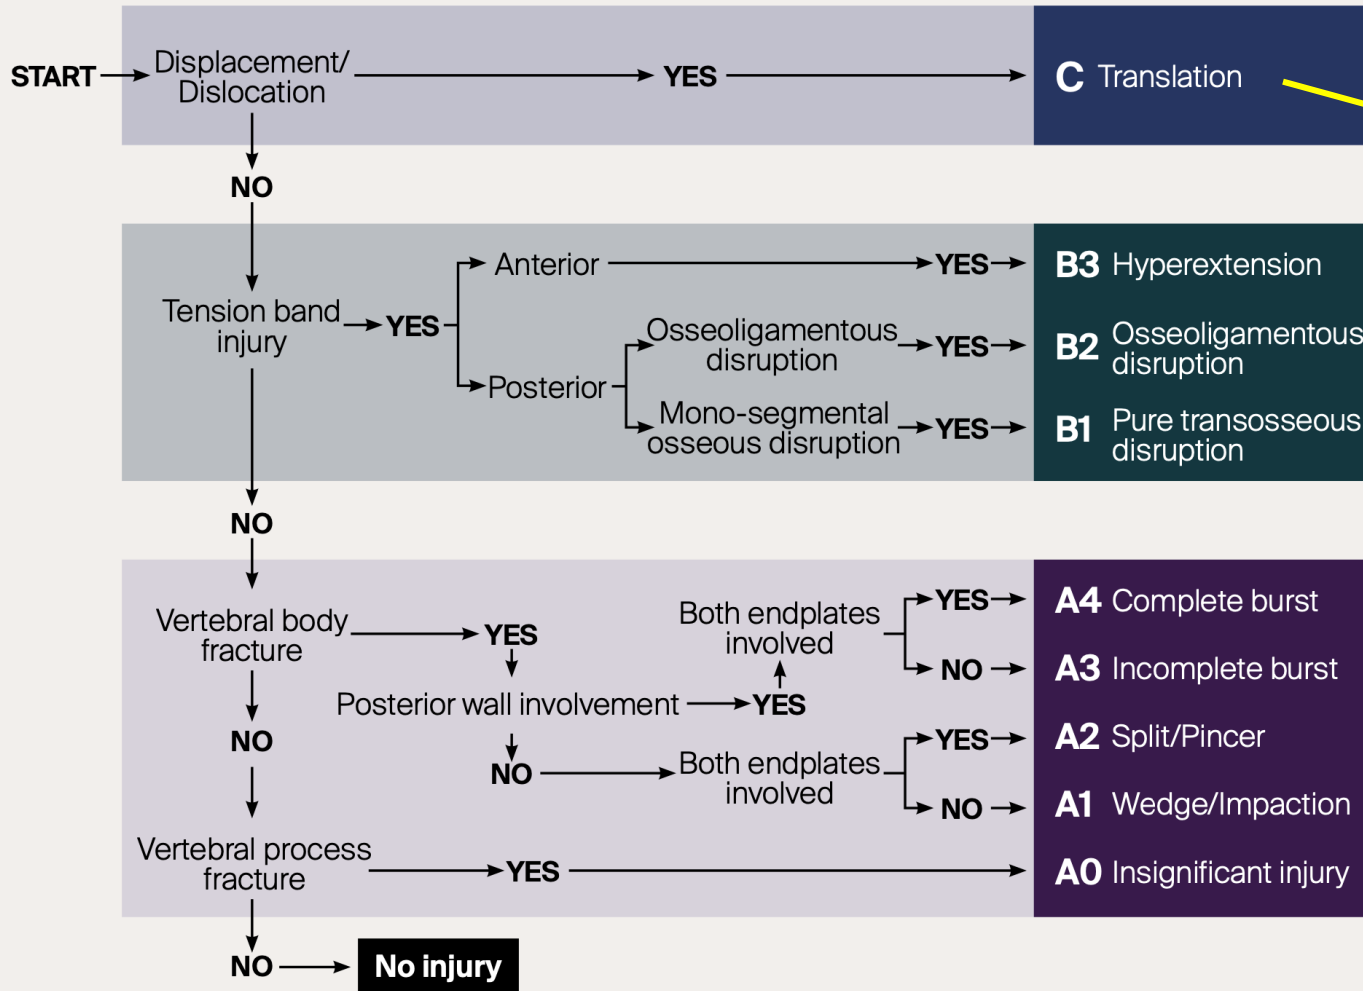 START
Displacement/
Dislocation
YES
C Translation
NO
Tension band
injury
YES
Anterior
YES
B3 Hyperextension
Posterior
Osseoligamentous
disruption
YES
B2 Osseoligamentous
disruption
Mono-segmental
osseous disruption
YES
B1 Pure transosseous
disruption
NO
Vertebral body
fracture
YES
Posterior wall involvement
YES
Both endplates
involved
YES
A4 Complete burst
NO
A3 Incomplete burst
NO
Both endplates
involved
YES
A2 Split/Pincer
NO
A1 Wedge/Impaction
NO
Vertebral process
fracture
YES
A0 Insignificant injury
NO
No injury